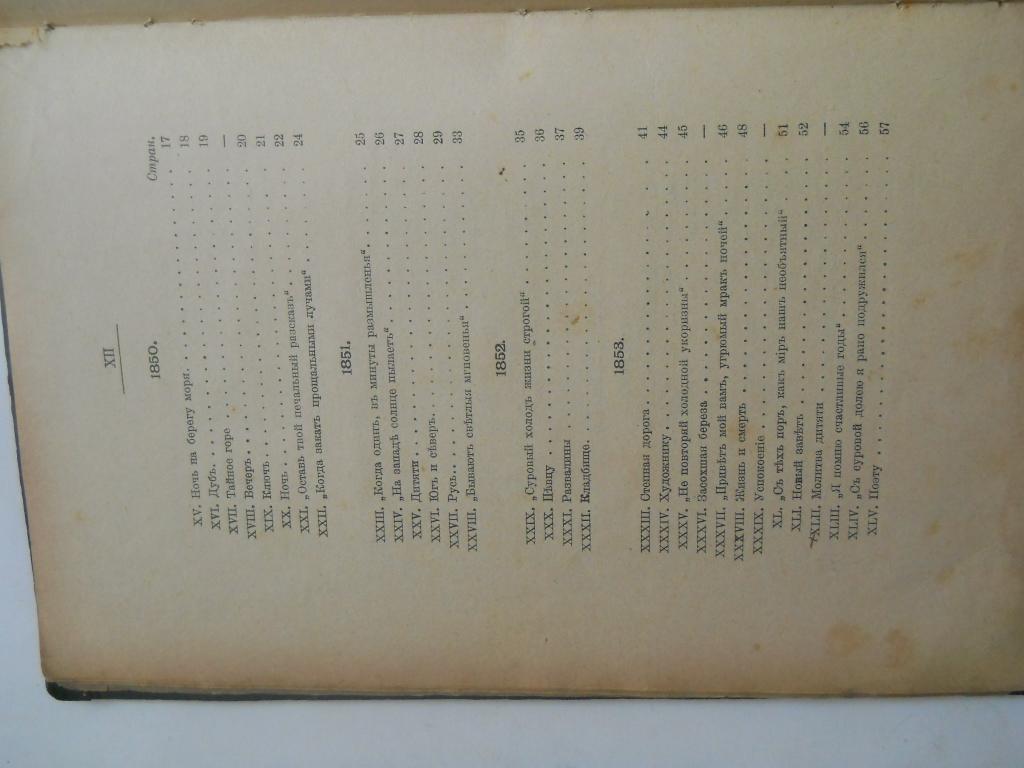 XII
1850.
Стран.
XV. Ночь на берегу моря. . . . . . . . . . . . 17
XVI. Дубъ. . . . . . . . . . . . . . . . . . 18
XVII. Тайное горе . . . . . . . . . . . . . . . 19
XVIII. Вечеръ. . . . . . . . . . . . . . . . . —
XIX. Ключъ. . . . . . . . . . . . . . . . . . 20
XX. Ночь. . . . . . . . . . . . . . . . . . 21
XXI. „Оставь твой печальный разсказъ“. . . . . . . 22
XXII. „Когда закатъ прощальными лучами“ . . . . . . 24
1851.
XXIII. „Когда одинъ, въ минуты размышленья“. . . . . 25
XXIV. „На западѣ солнце пылаетъ“. . . . . . . . . 26
XXV. Дитяти . . . . . . . . . . . . . . . . . 27
XXVI. Югъ и сѣверъ. . . . . . . . . . . . . . . 28
XXVII. Русь. . . . . . . . . . . . . . . . . . 29
XXVIII. „Бываютъ свѣтлыя мгновенья“ . . . . . . . . 33
1852.
XXIX. „Суровый холодъ жизни строгой“ . . . . . . . 35
XXX. Пѣвцу . . . . . . . . . . . . . . . . . 36
XXXI. Развалины . . . . . . . . . . . . . . . . 37
XXXII. Кладбище. . . . . . . . . . . . . . . . . 39
1853.
XXXIII. Степная дорога. . . . . . . . . . . . . . 41
XXXIV. Художнику. . . . . . . . . . . . . . . . 44
XXXV. „Не повторяй холодной укоризны“ . . . . . . . 45
XXXVI. Засохшая береза . . . . . . . . . . . . . —
XXXVII. „Привѣтъ мой вамъ, угрюмый мракъ ночей“. . . . 46
XXXVIII. Жизнь и смерть . . . . . . . . . . . . . 48
XXXIX. Успокоеніе . . . . . . . . . . . . . . . —
XL. „Съ тѣхъ поръ, какъ міръ нашъ необъятный“ . . . 51
XLI. Новый завѣтъ . . . . . . . . . . . . . . . 52
XLII. Молитва дитяти . . . . . . . . . . . . . . —
XLIII. „Я помню счастливые годы“. . . . . . . . . 54
XLIV. „Съ суровой долею я рано подружился“ . . . . . 56
XLV. Поэту . . . . . . . . . . . . . . . . . . 57